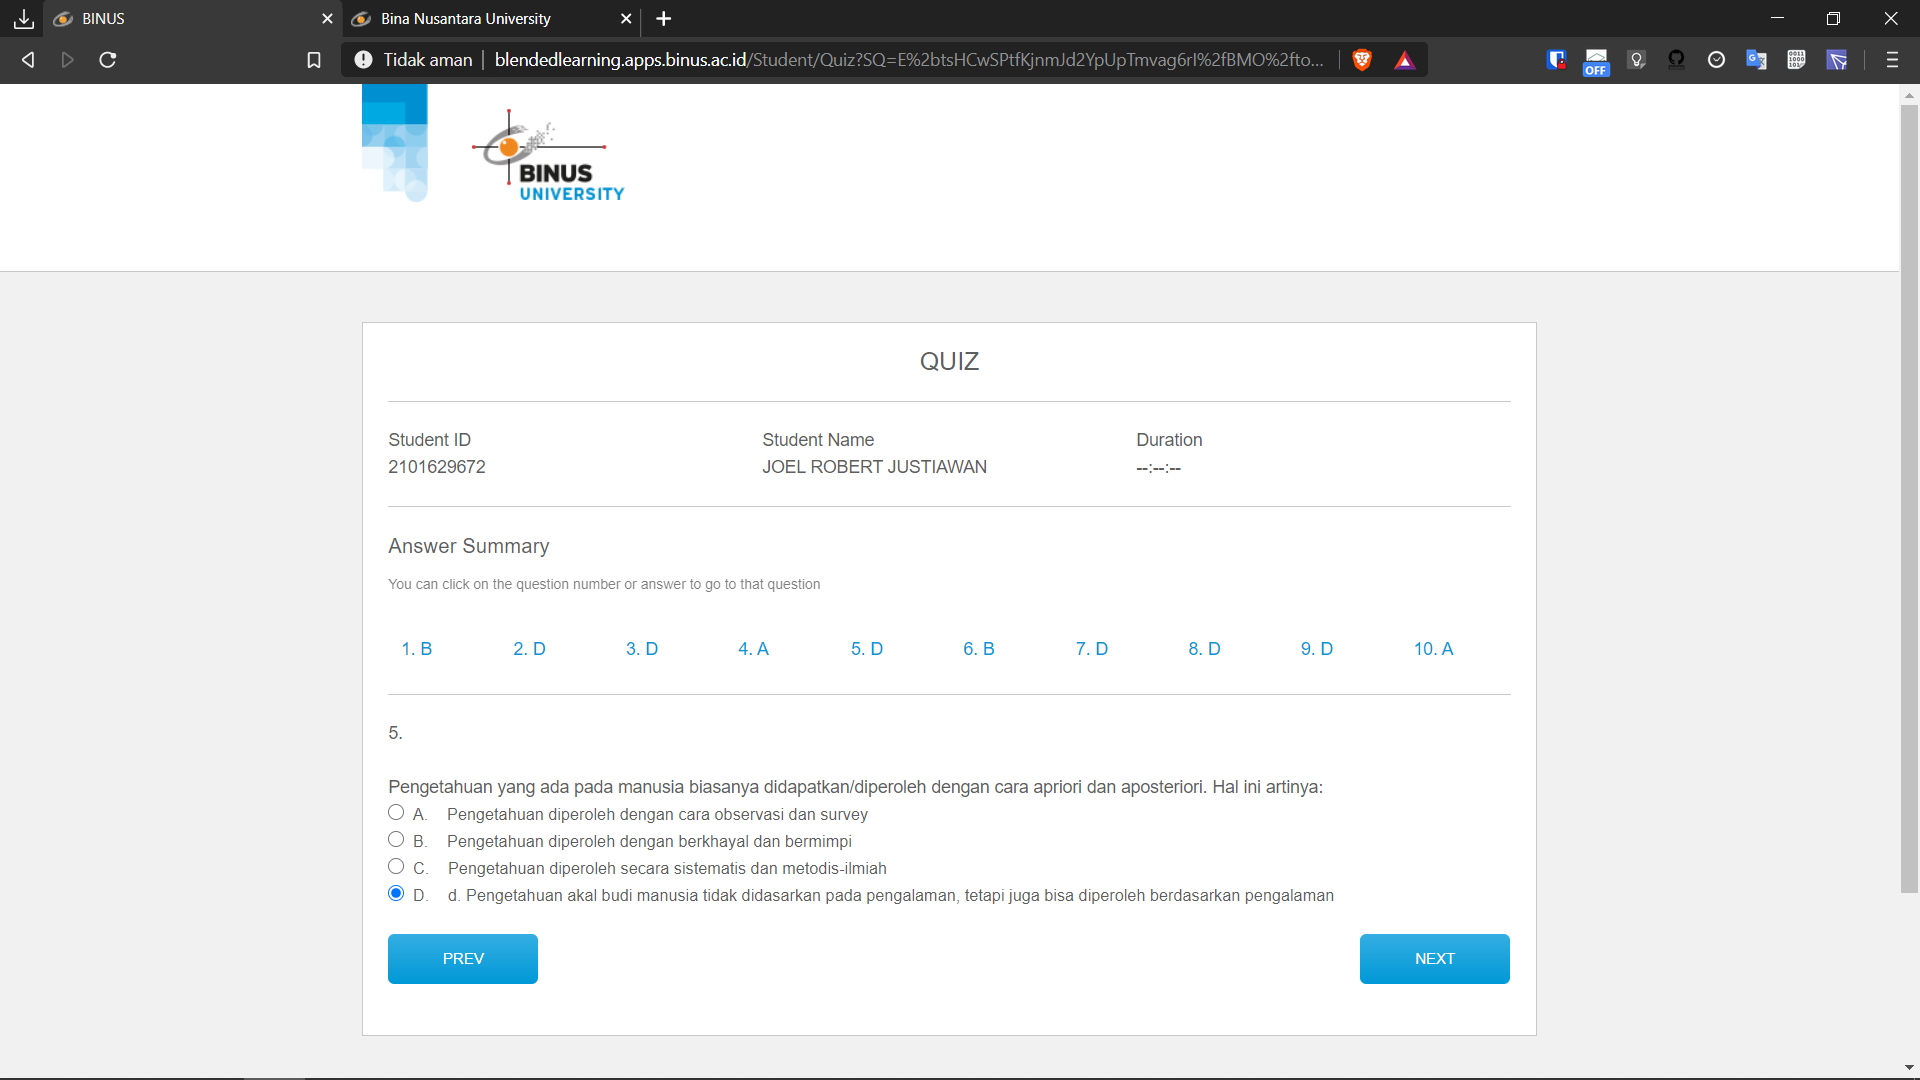 BINUS
Bina Nusantara University
Tidak aman
blendedlearning.apps.binus.ac.id/Student/Quiz?SQ=E%2btsHCwSPtfKjnmJd2YpUpTmvag6rI%2fBMO%2fto...
OFF
BINUS
UNIVERSITY
QUIZ
Student ID
Student Name
Duration
2101629672
JOEL ROBERT JUSTIAWAN
--:--:--
Answer Summary
You can click on the question number or answer to go to that question
1. B
2. D
3. D
4. A
5. D
6. B
7. D
8. D
9. D
10. A
5.
Pengetahuan yang ada pada manusia biasanya didapatkan/diperoleh dengan cara apriori dan aposteriori. Hal ini artinya:
A. Pengetahuan diperoleh dengan cara observasi dan survey
B. Pengetahuan diperoleh dengan berkhayal dan bermimpi
C. Pengetahuan diperoleh secara sistematis dan metodis-ilmiah
D. d. Pengetahuan akal budi manusia tidak didasarkan pada pengalaman, tetapi juga bisa diperoleh berdasarkan pengalaman
PREV
NEXT